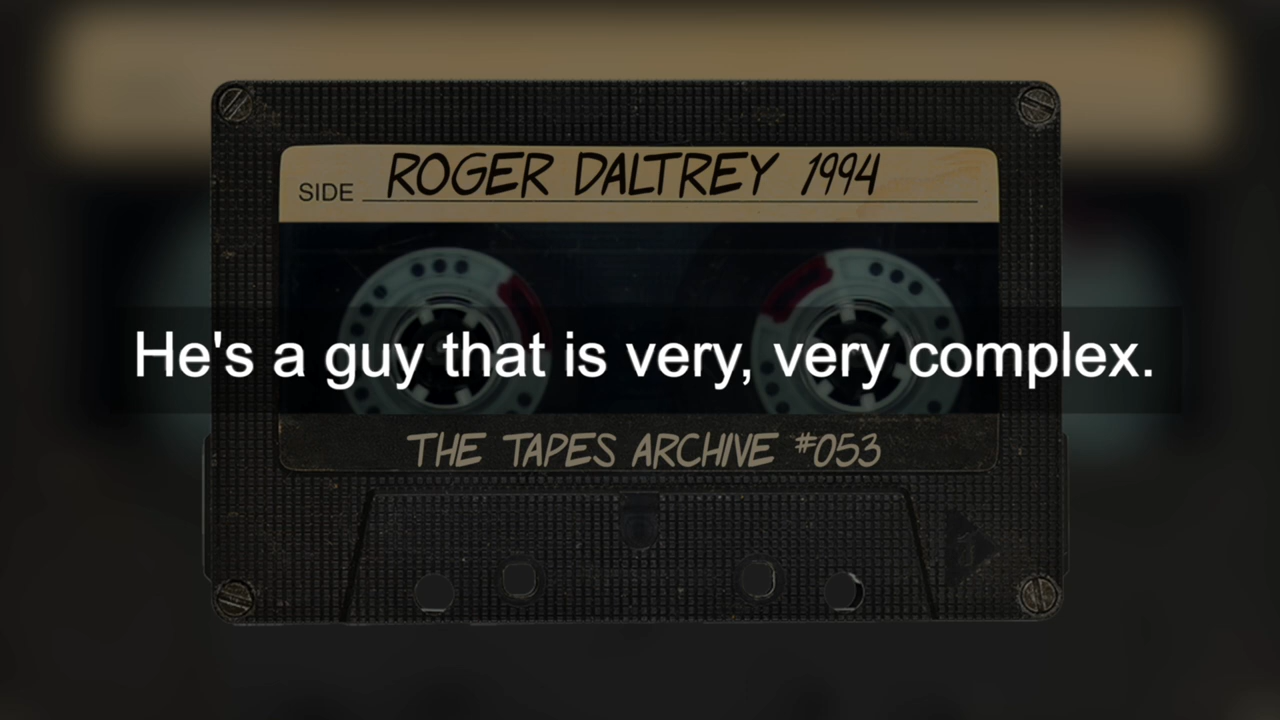 SIDE ROGER DALTREY 1994
He's a guy that is very, very complex.
THE TAPES ARCHIVE #053